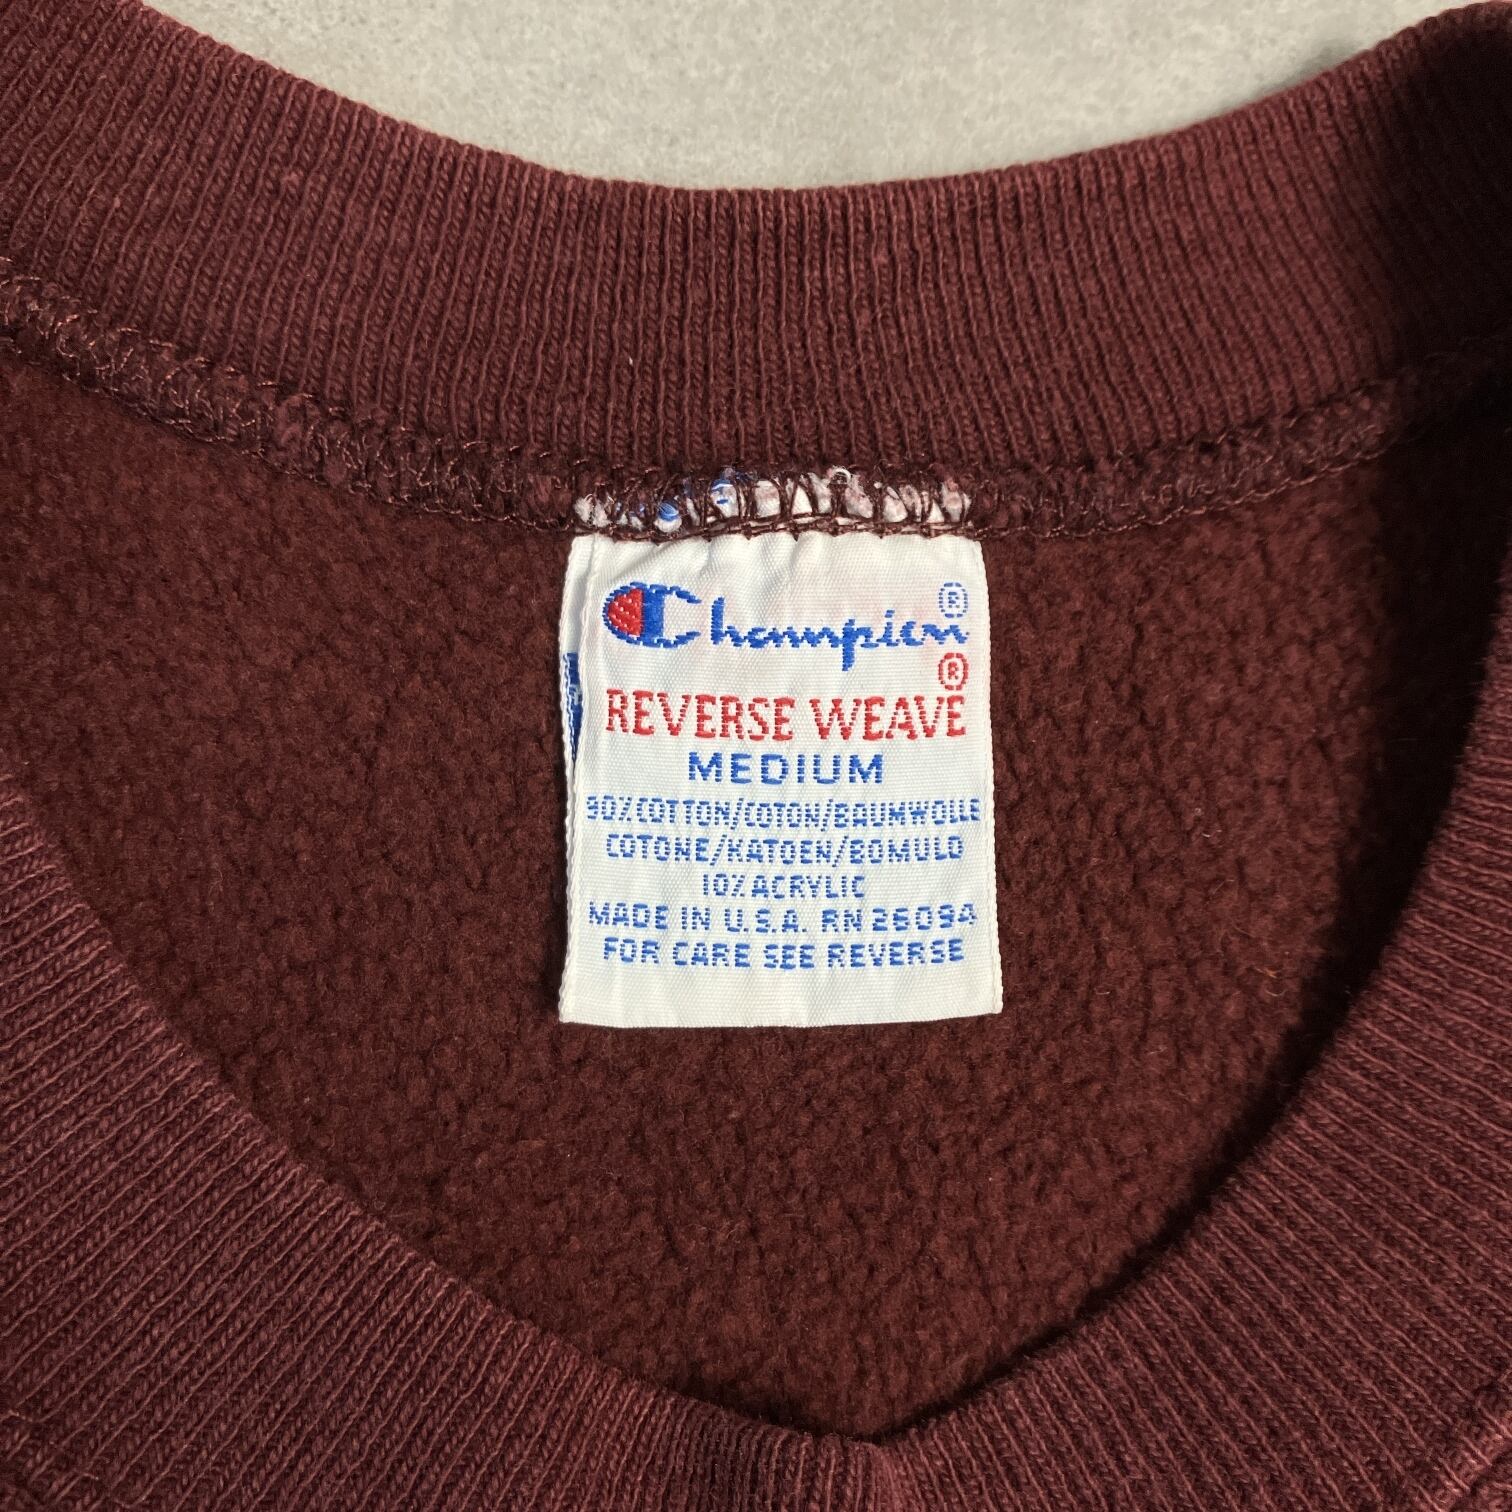 Champion®
REVERSE WEAVE®
MEDIUM
90% COTTON/COTON/BAUMWOLLE
COTONE/KATOEN/BOMULD
10% ACRYLIC
MADE IN U.S.A. RN 26094
FOR CARE SEE REVERSE